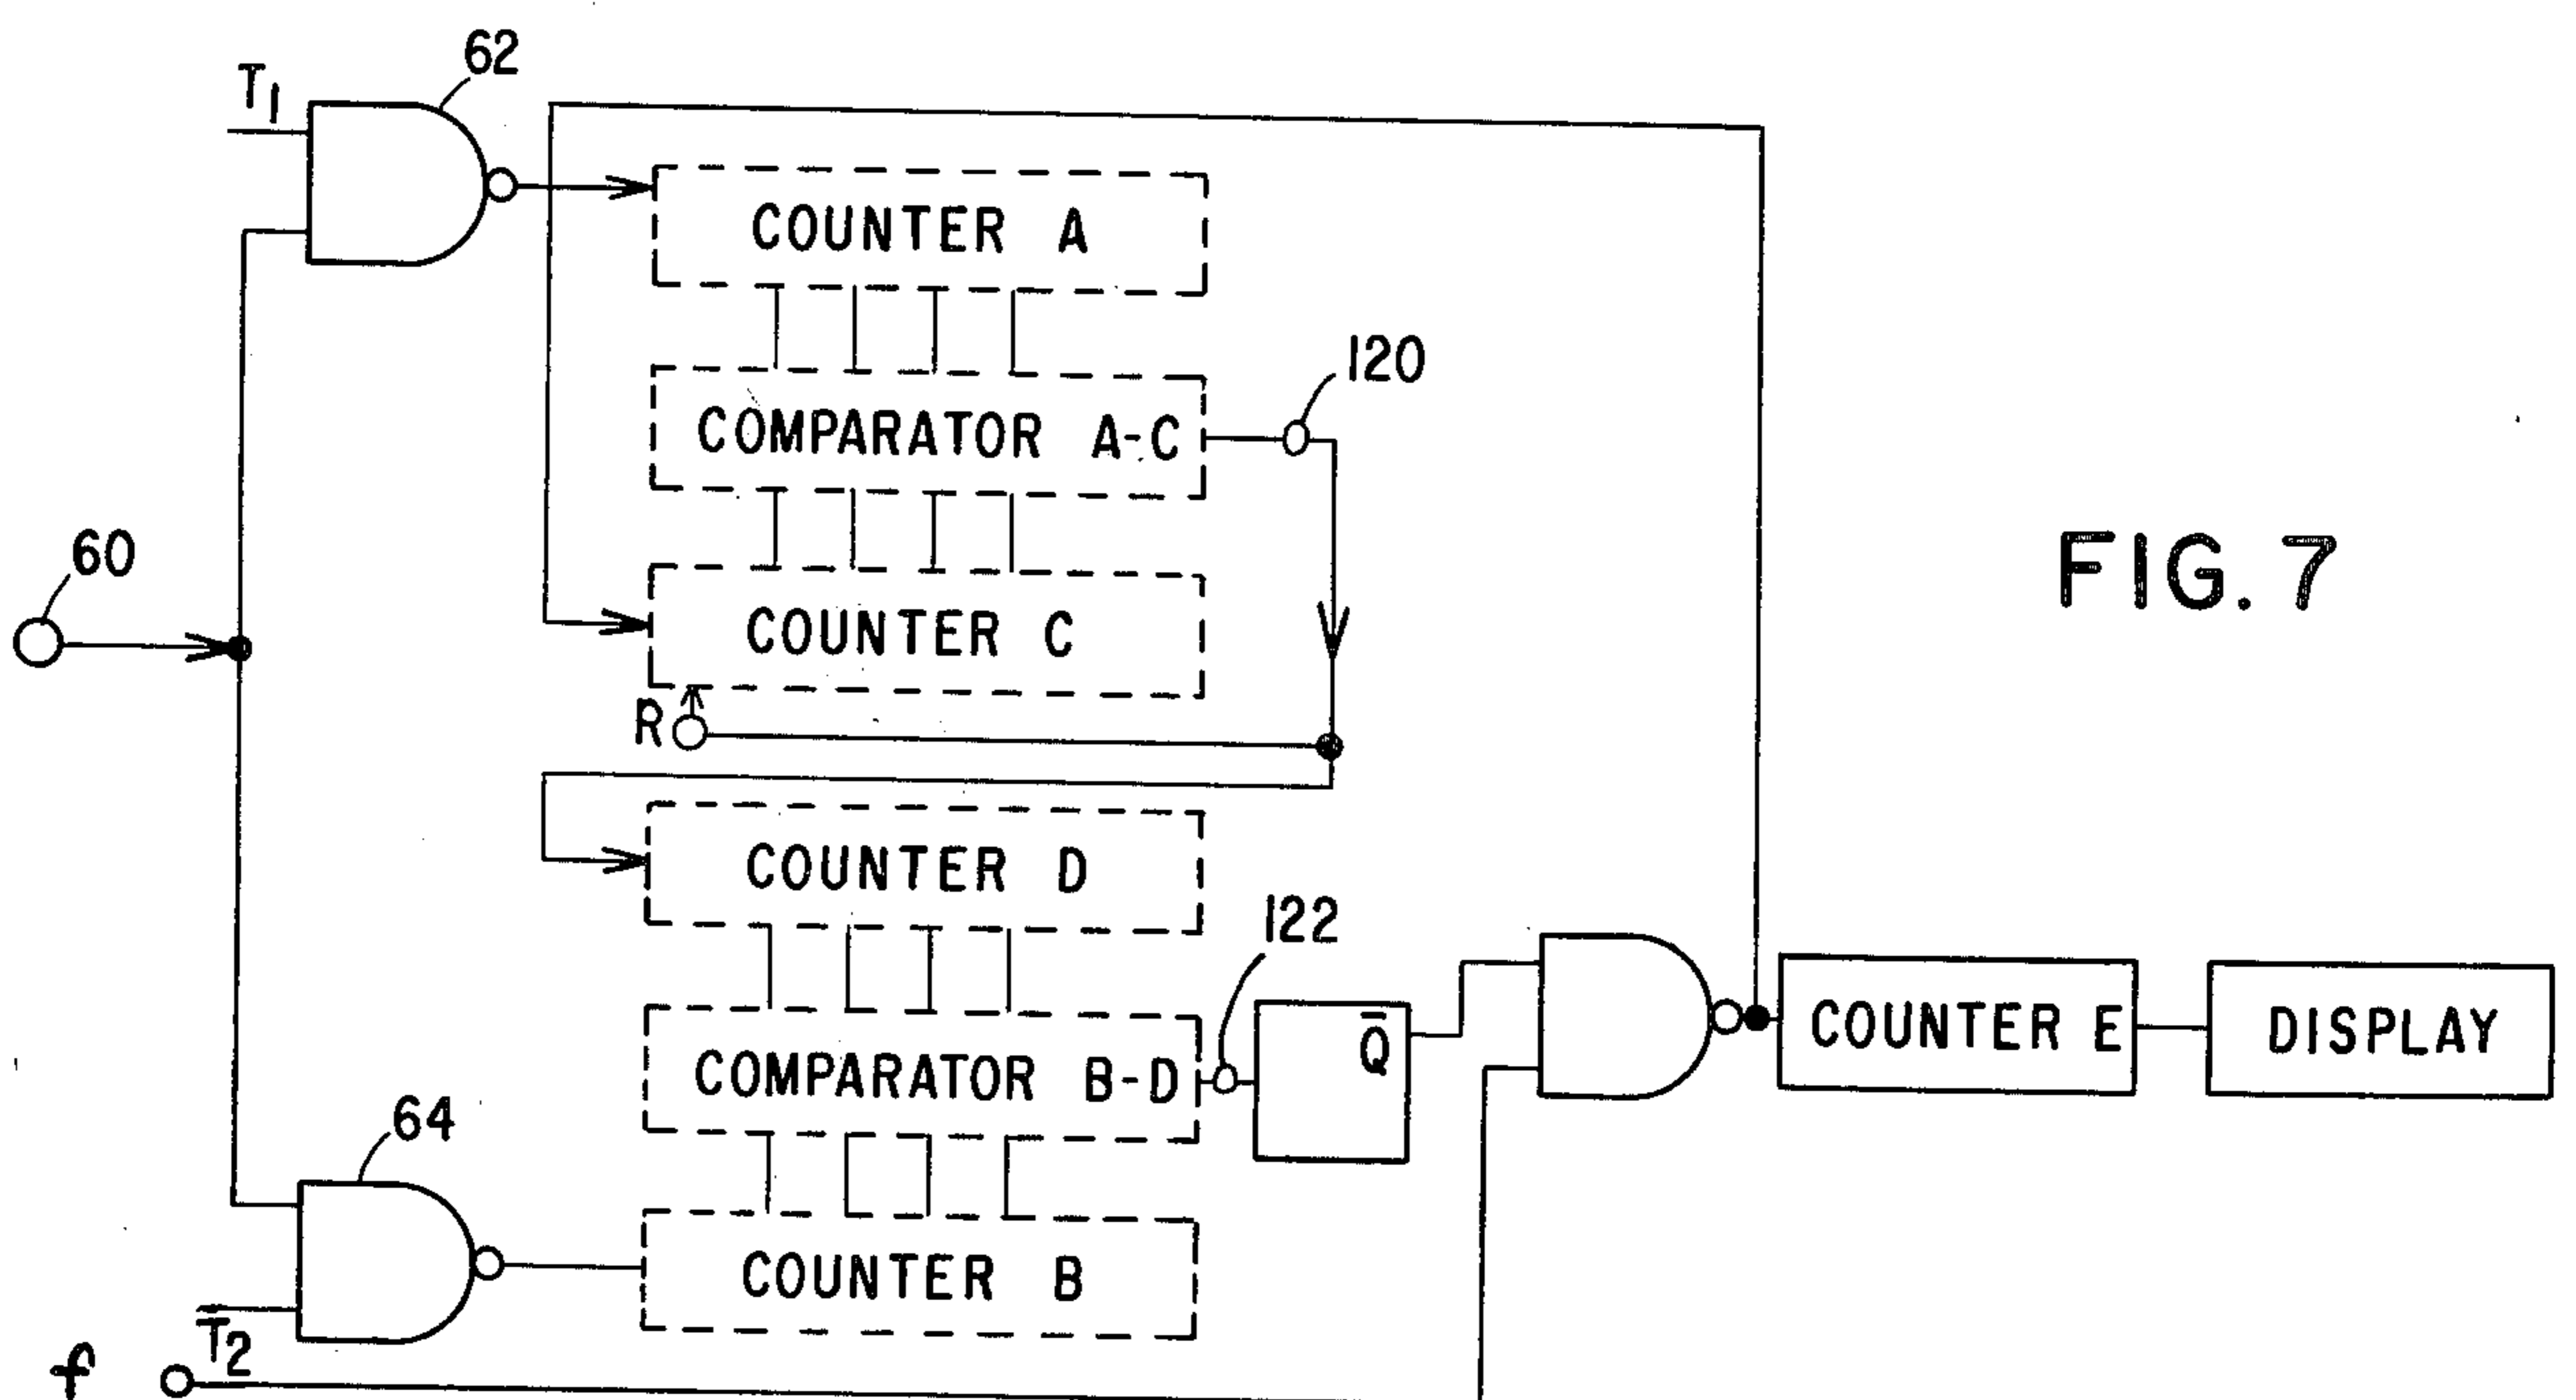 62
T1
COUNTER A
120
COMPARATOR A-C
60
FIG. 7
COUNTER C
R
COUNTER D
122
Q̅
COUNTER E
DISPLAY
COMPARATOR B-D
64
COUNTER B
T2
f